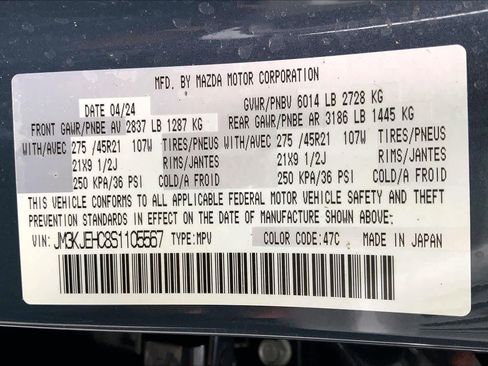 MFD. BY MAZDA MOTOR CORPORATION
DATE 04/24 GVWR/PNBV 6014 LB 2728 KG
FRONT GAWR/PNBE AV 2837 LB 1287 KG REAR GAWR/PNBE AR 3186 LB 1445 KG
WITH/AVEC 275 /45R21 107W TIRES/PNEUS WITH/AVEC 275 /45R21 107W TIRES/PNEUS
21X9 1/2J RIMS/JANTES 21X9 1/2J RIMS/JANTES
250 KPA/36 PSI COLD/A FROID 250 KPA/36 PSI COLD/A FROID
THIS VEHICLE CONFORMS TO ALL APPLICABLE FEDERAL MOTOR VEHICLE SAFETY AND THEFT
PREVENTION STANDARDS IN EFFECT ON THE DATE OF MANUFACTURE SHOWN ABOVE.
VIN: JM3KJEHC8S1105567 TYPE:MPV COLOR CODE:47C MADE IN JAPAN